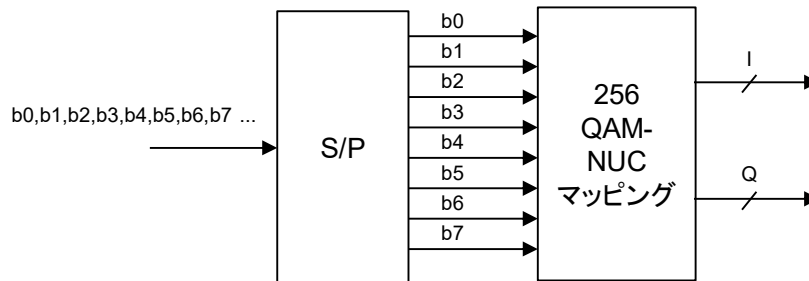 b0,b1,b2,b3,b4,b5,b6,b7 ...
S/P
b0
b1
b2
b3
b4
b5
b6
b7
256
QAM-
NUC
マッピング
I
Q